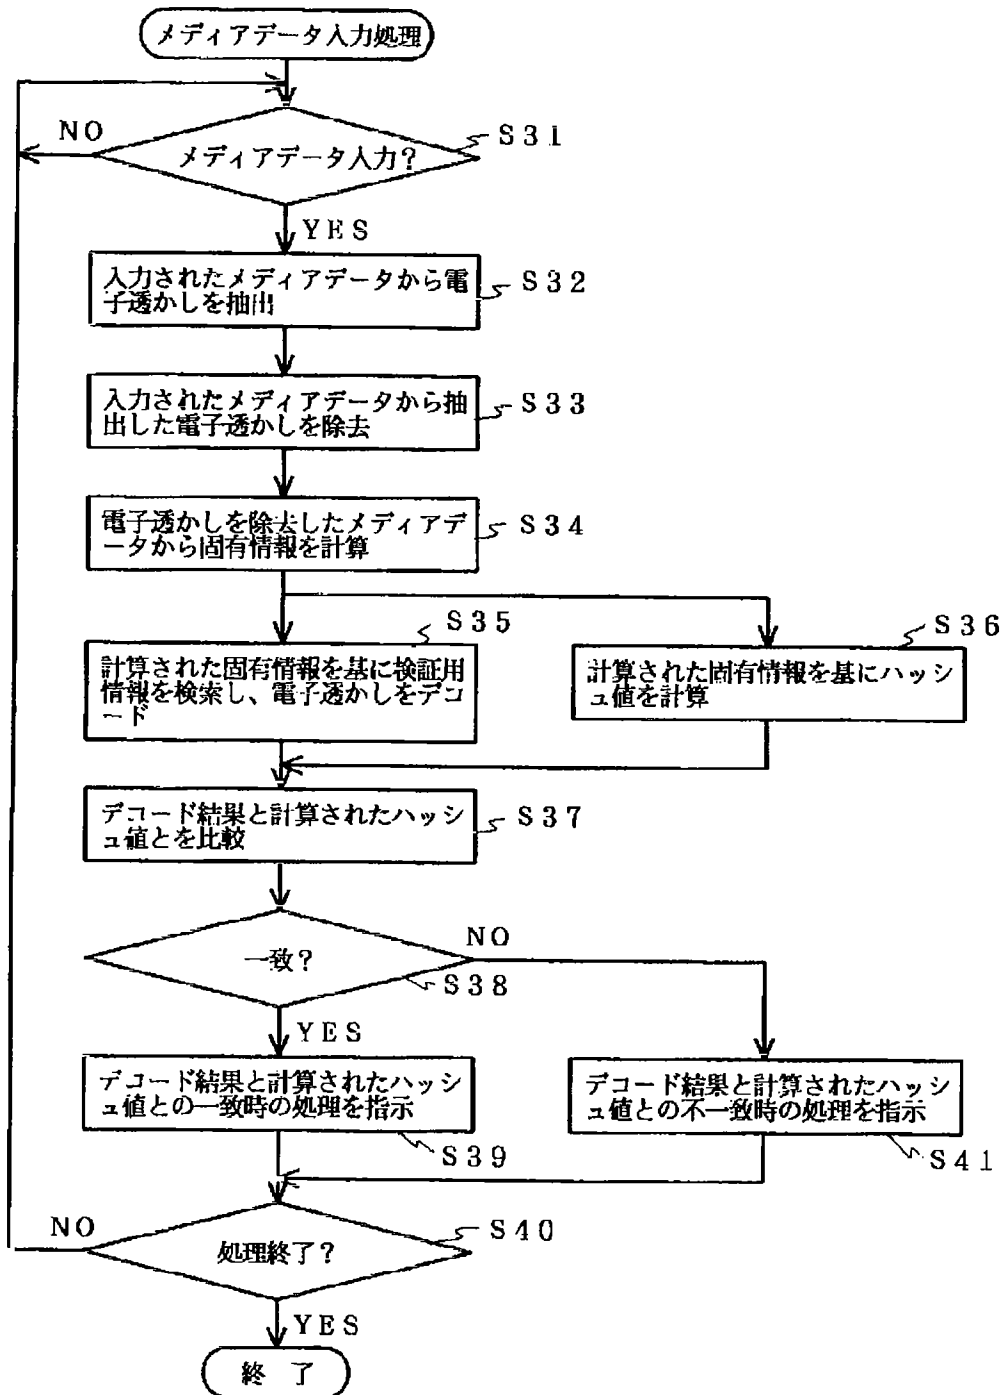 メディアデータ入力処理
NO
メディアデータ入力?
S31
YES
入力されたメディアデータから電
子透かしを抽出
S32
入力されたメディアデータから抽
出した電子透かしを除去
S33
電子透かしを除去したメディアデ
ータから固有情報を計算
S34
S35
計算された固有情報を基に検証用
情報を検索し、電子透かしをデコ
ード
S36
計算された固有情報を基にハッシ
ュ値を計算
デコード結果と計算されたハッシ
ュ値とを比較
S37
一致?
NO
S38
YES
デコード結果と計算されたハッシ
ュ値との一致時の処理を指示
S39
デコード結果と計算されたハッシ
ュ値との不一致時の処理を指示
S41
NO
処理終了?
S40
YES
終 了